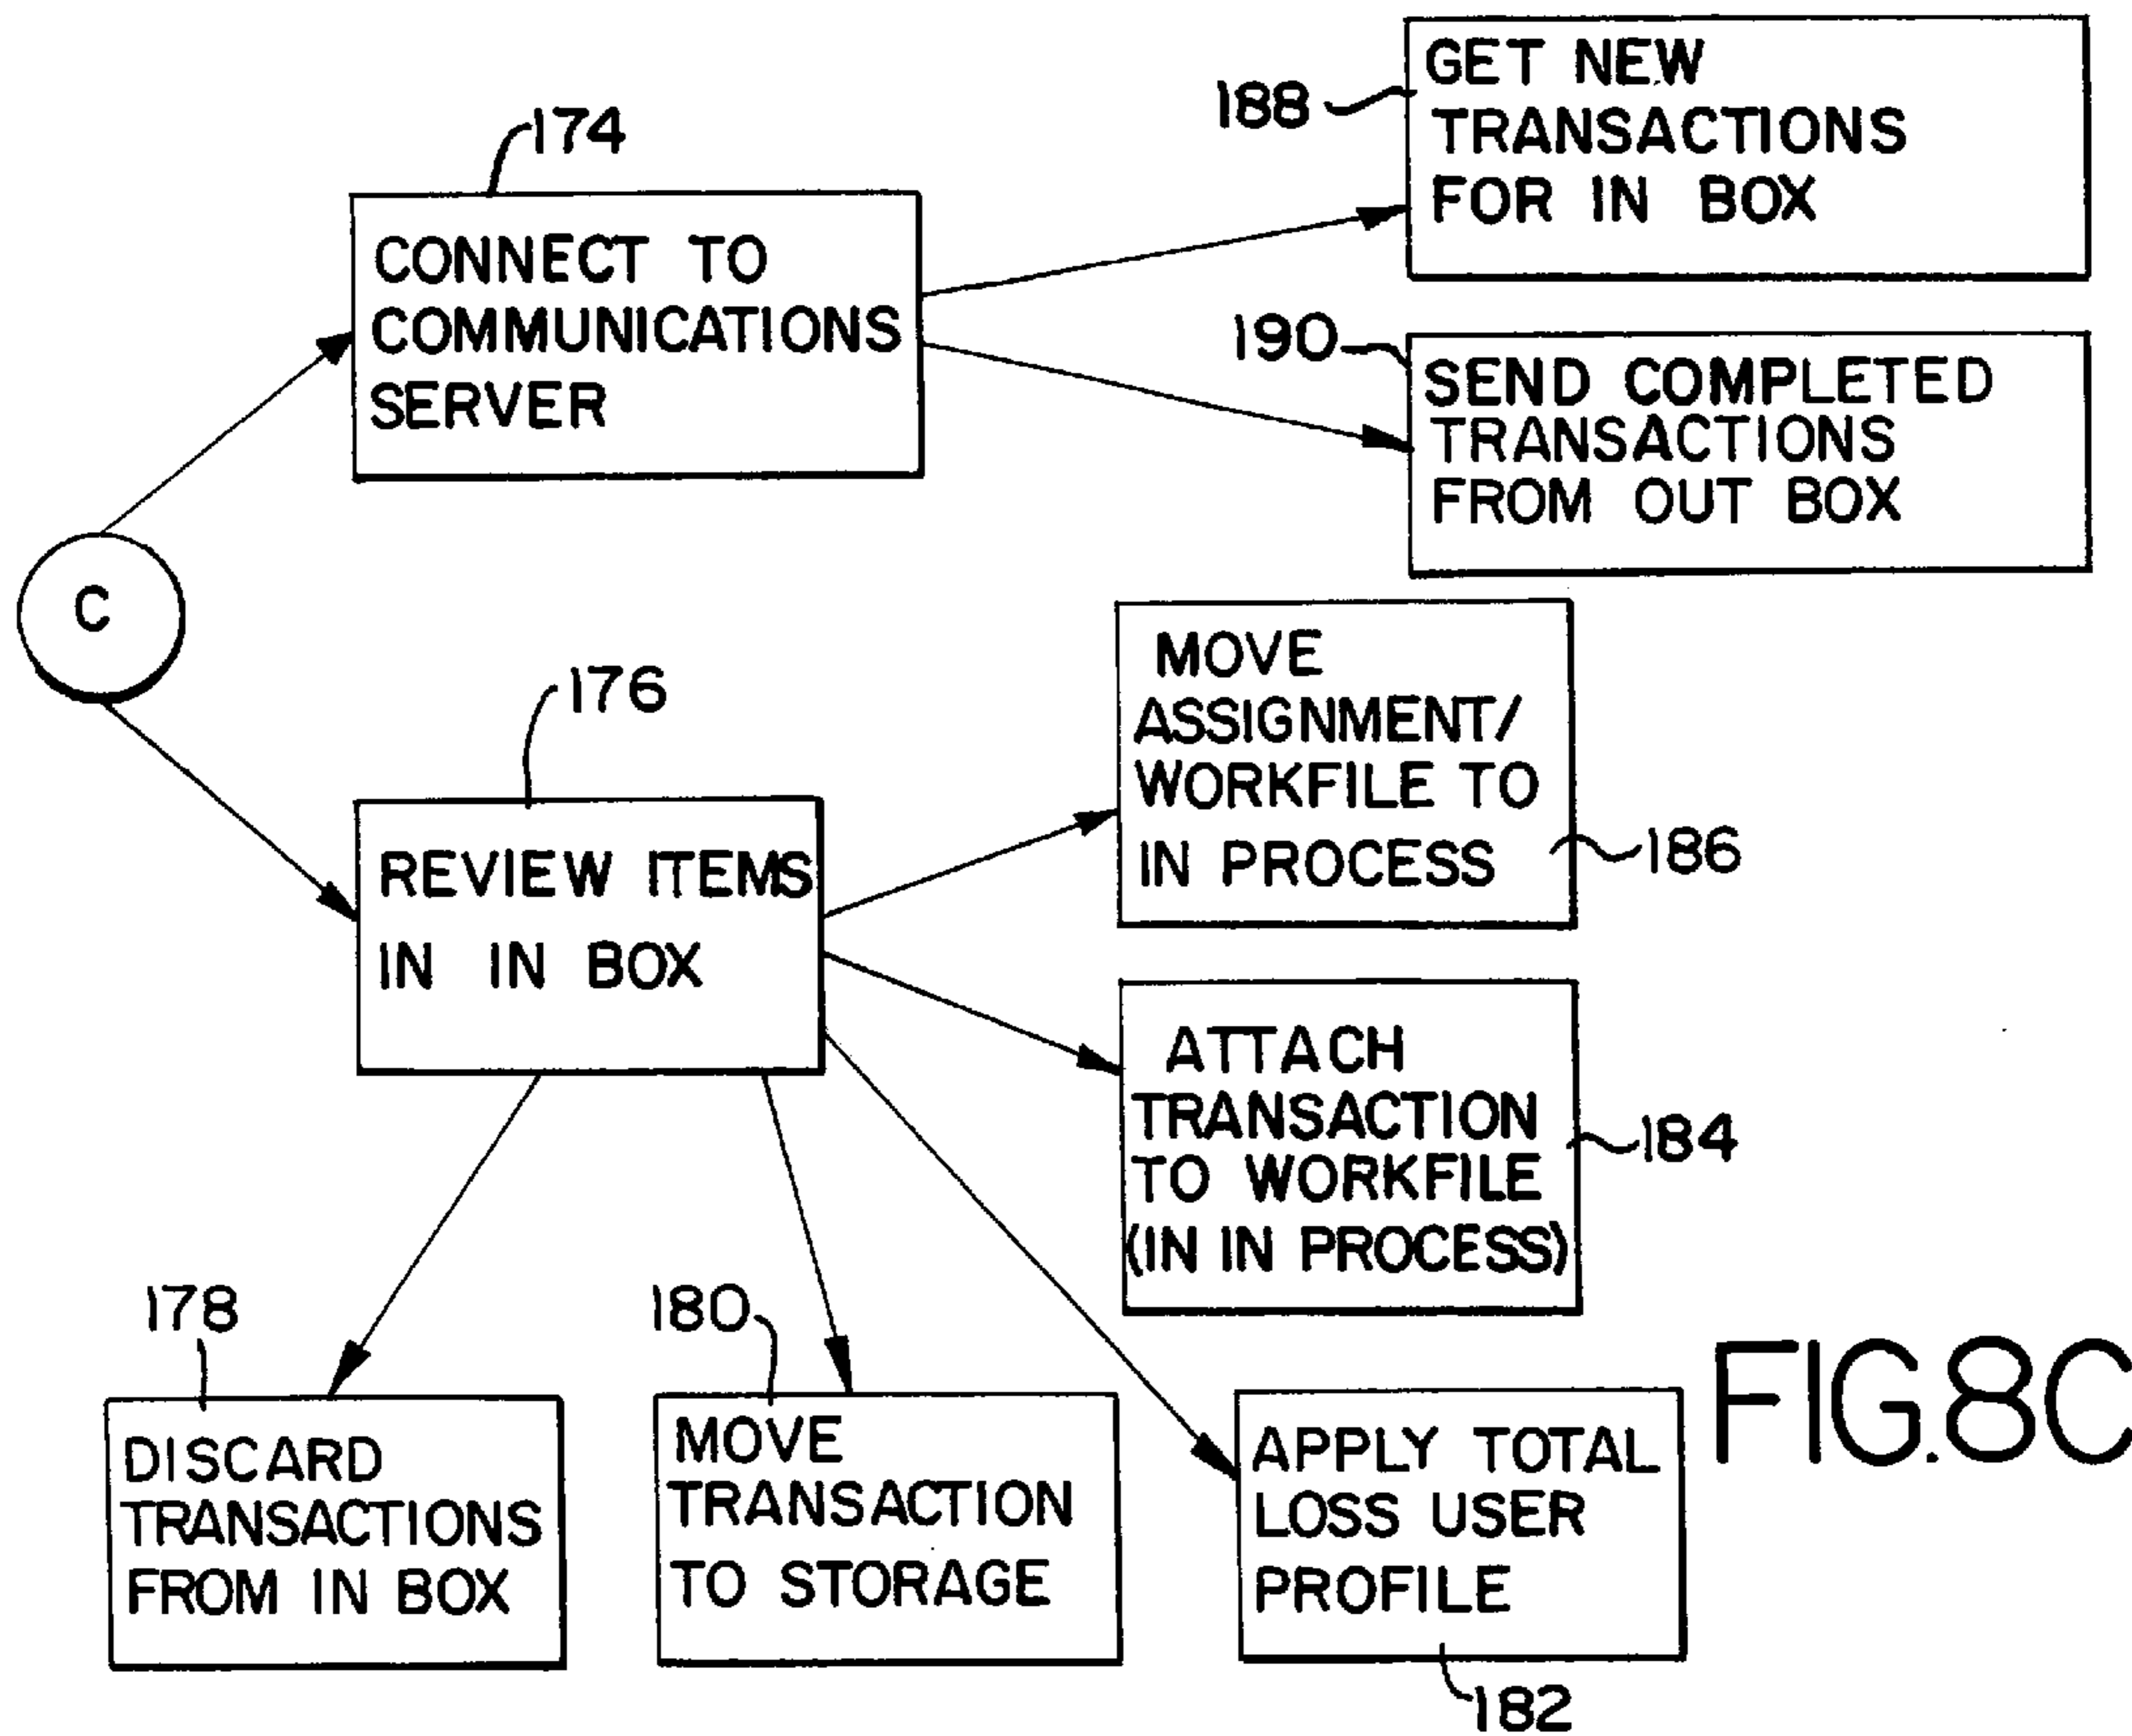 188
GET NEW
TRANSACTIONS
FOR IN BOX
174
CONNECT TO
COMMUNICATIONS
SERVER
190
SEND COMPLETED
TRANSACTIONS
FROM OUT BOX
C
176
REVIEW ITEMS
IN IN BOX
MOVE
ASSIGNMENT/
WORKFILE TO
IN PROCESS
186
ATTACH
TRANSACTION
TO WORKFILE
(IN IN PROCESS)
184
178
DISCARD
TRANSACTIONS
FROM IN BOX
180
MOVE
TRANSACTION
TO STORAGE
APPLY TOTAL
LOSS USER
PROFILE
182
FIG.8C